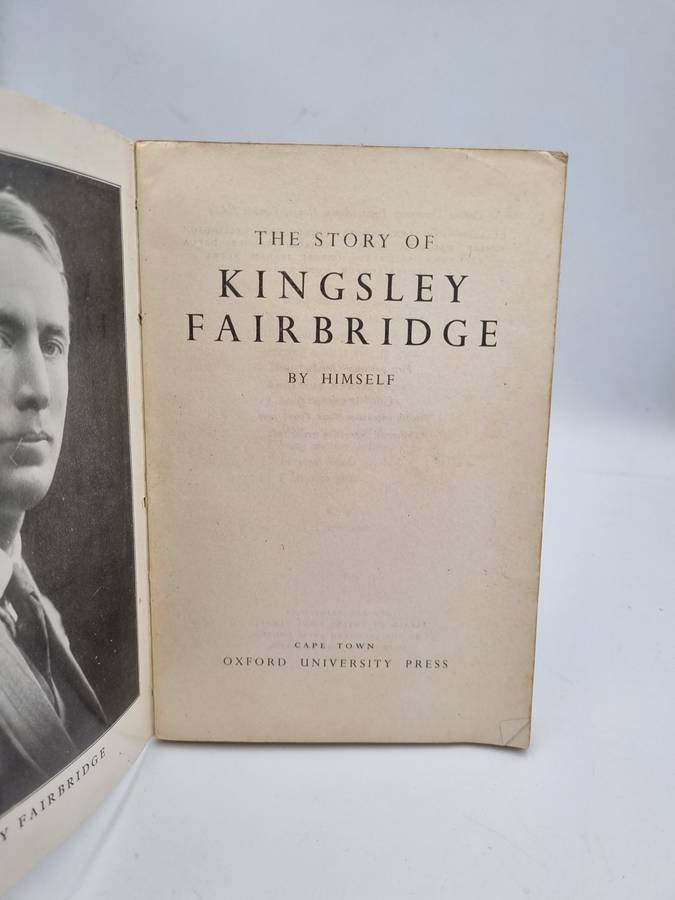 THE STORY OF
KINGSLEY
FAIRBRIDGE
BY HIMSELF
CAPE TOWN
OXFORD UNIVERSITY PRESS
Y FAIRBRIDGE